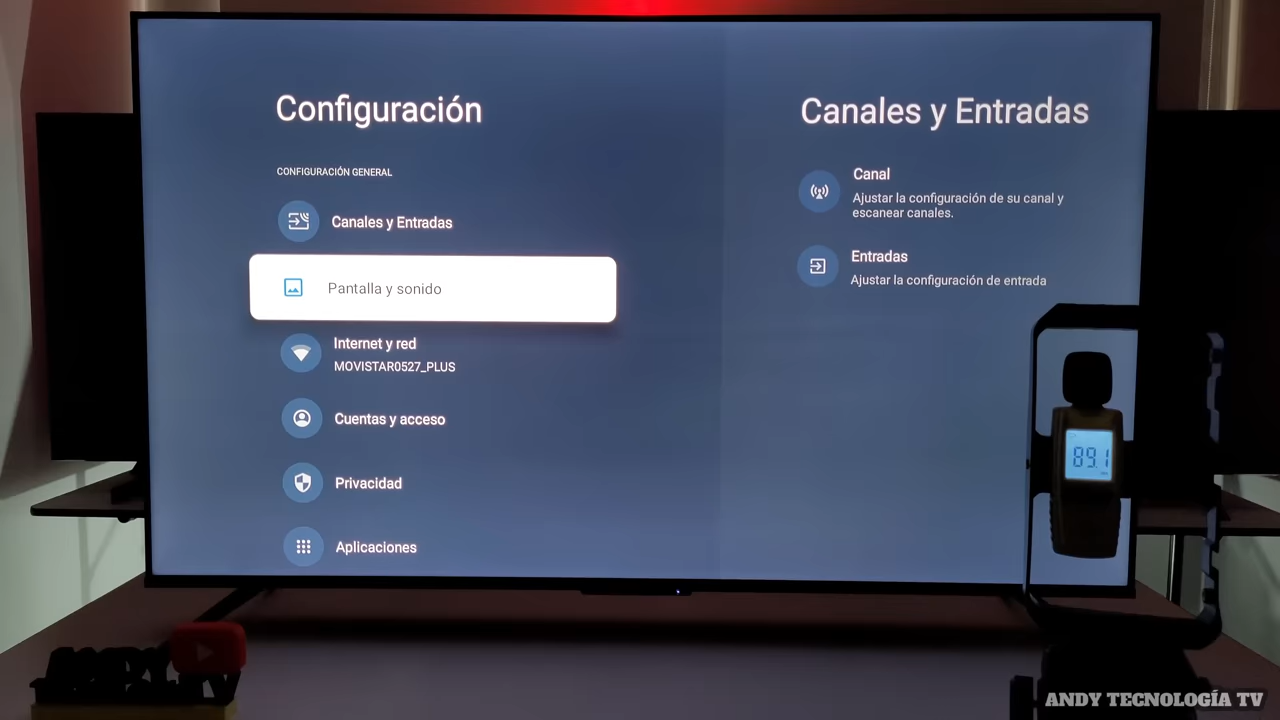 Configuración
CONFIGURACIÓN GENERAL
Canales y Entradas
Pantalla y sonido
Internet y red
MOVISTAR0527_PLUS
Cuentas y acceso
Privacidad
Aplicaciones
Canales y Entradas
Canal
Ajustar la configuración de su canal y
escanear canales.
Entradas
Ajustar la configuración de entrada
89.1
ANDY TECNOLOGÍA TV